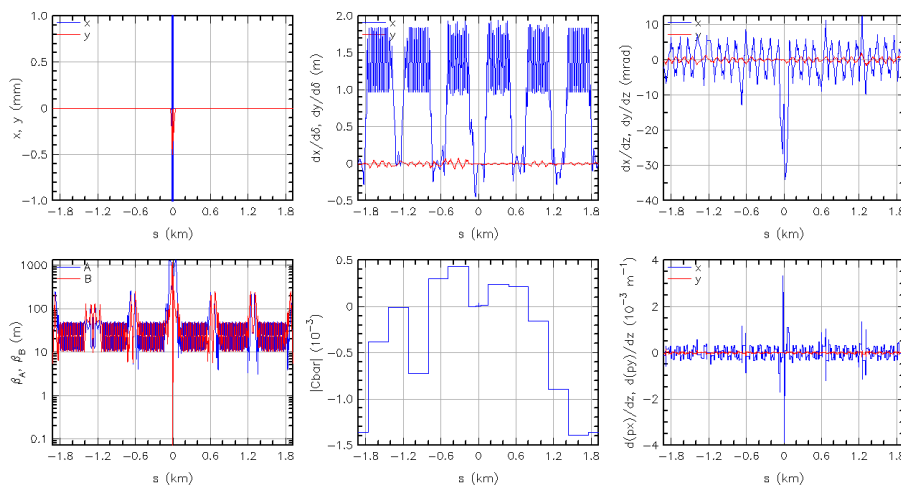 x
y
1.0
0.5
0
−0.5
−1.0
x, y (mm)
−1.8 −1.2 −0.6 0 0.6 1.2 1.8
s (km)
x
y
2.0
1.5
1.0
0.5
0
−0.5
dx/dδ, dy/dδ (m)
−1.8 −1.2 −0.6 0 0.6 1.2 1.8
s (km)
x
y
10
0
−10
−20
−30
−40
dx/dz, dy/dz (mrad)
−1.8 −1.2 −0.6 0 0.6 1.2 1.8
s (km)
A
B
1000
100
10
1
0.1
β_A, β_B (m)
−1.8 −1.2 −0.6 0 0.6 1.2 1.8
s (km)
0.5
0
−0.5
−1.0
−1.5
|Cbar| (10⁻³)
−1.8 −1.2 −0.6 0 0.6 1.2 1.8
s (km)
x
y
4
2
0
−2
−4
d(px)/dz, d(py)/dz (10⁻³ m⁻¹)
−1.8 −1.2 −0.6 0 0.6 1.2 1.8
s (km)